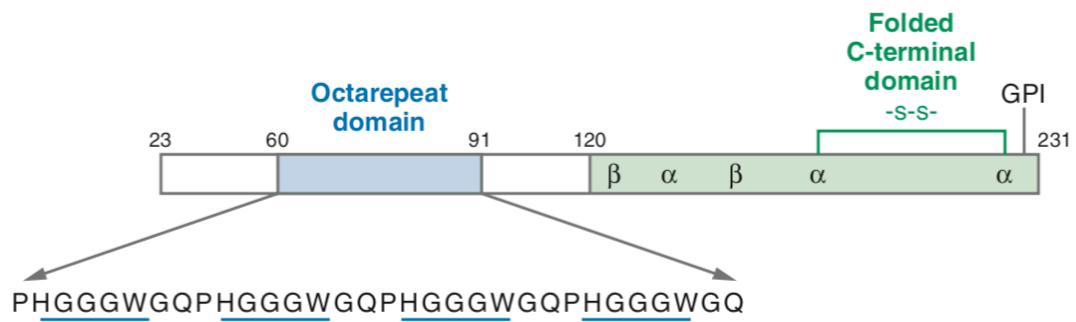 Folded
C-terminal
domain
-S-S-
GPI
Octarepeat
domain
23 60 91 120 231
β α β α α
PHGGGWGQPHGGGWGQPHGGGWGQPHGGGWGQ